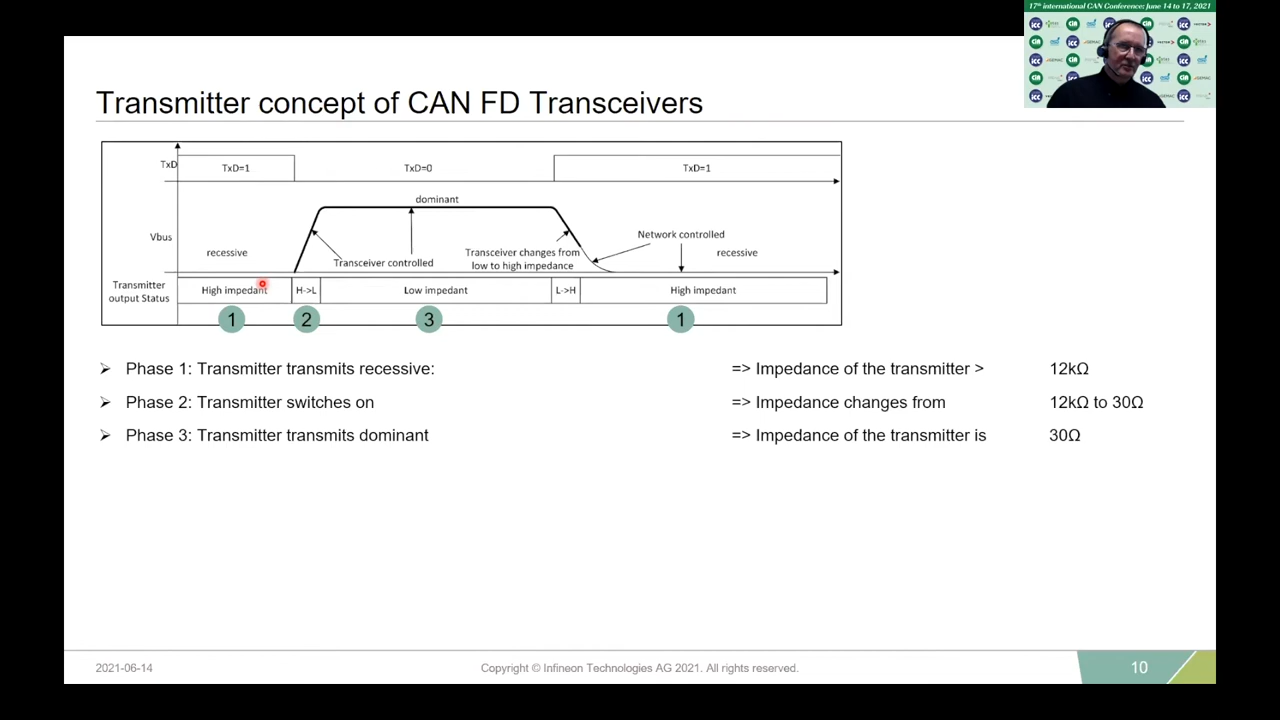 17th international CAN Conference: June 14 to 17, 2021
Transmitter concept of CAN FD Transceivers
TxD
TxD=1
TxD=0
TxD=1
dominant
Vbus
recessive
Transceiver controlled
Transceiver changes from
low to high impedance
Network controlled
recessive
Transmitter
output Status
High impedant
H->L
Low impedant
L->H
High impedant
1
2
3
1
➢ Phase 1: Transmitter transmits recessive: => Impedance of the transmitter > 12kΩ
➢ Phase 2: Transmitter switches on => Impedance changes from 12kΩ to 30Ω
➢ Phase 3: Transmitter transmits dominant => Impedance of the transmitter is 30Ω
2021-06-14
Copyright © Infineon Technologies AG 2021. All rights reserved.
10